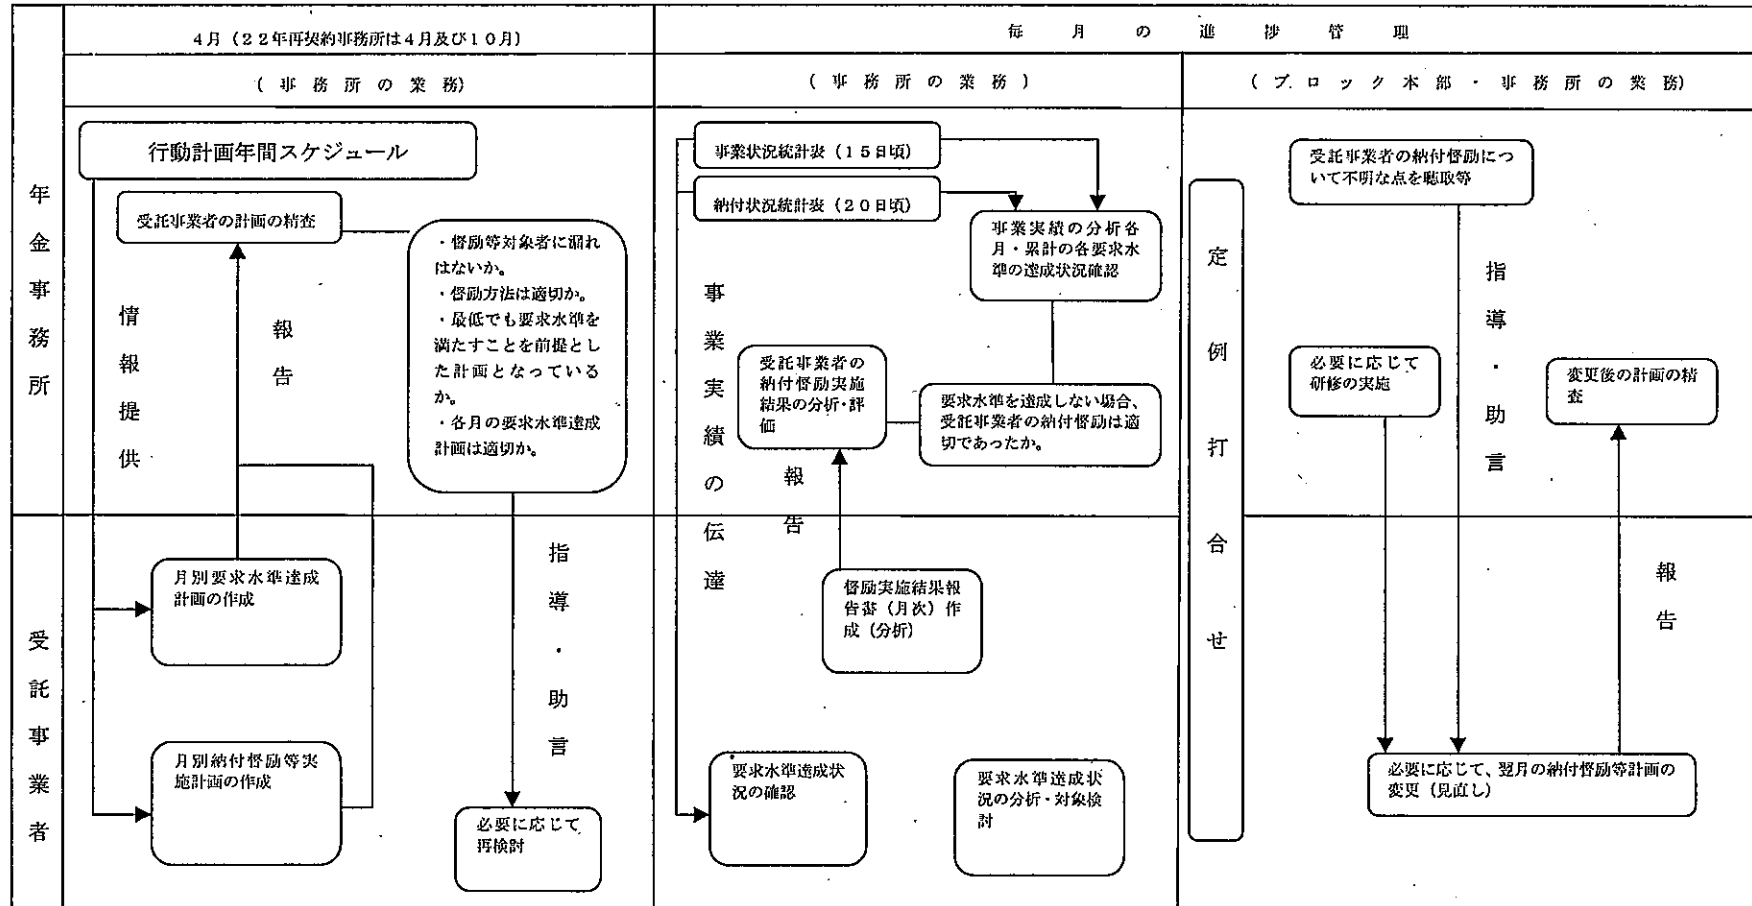 4月（22年再契約事務所は4月及び10月）
毎月の進捗管理
（事務所の業務）
（事務所の業務）
（ブロック本部・事務所の業務）
年金事務所
受託事業者
行動計画年間スケジュール
受託事業者の計画の精査
・督励等対象者に漏れ
はないか。
・督励方法は適切か。
・最低でも要求水準を
満たすことを前提とし
た計画となっている
か。
・各月の要求水準達成
計画は適切か。
情報提供
報告
月別要求水準達成
計画の作成
月別納付督励等実
施計画の作成
指導・助言
必要に応じて
再検討
事業状況統計表（15日頃）
納付状況統計表（20日頃）
事業実績の分析各
月・累計の各要求水
準の達成状況確認
事業実績の伝達
受託事業者の
納付督励実施
結果の分析・評
価
要求水準を達成しない場合、
受託事業者の納付督励は適
切であったか。
報告
督励実施結果報
告書（月次）作
成（分析）
要求水準達成状
況の確認
要求水準達成状
況の分析・対象検
討
定例打合せ
受託事業者の納付督励につ
いて不明な点を聴取等
指導・助言
必要に応じて
研修の実施
変更後の計画の精
査
報告
必要に応じて、翌月の納付督励等計画の
変更（見直し）